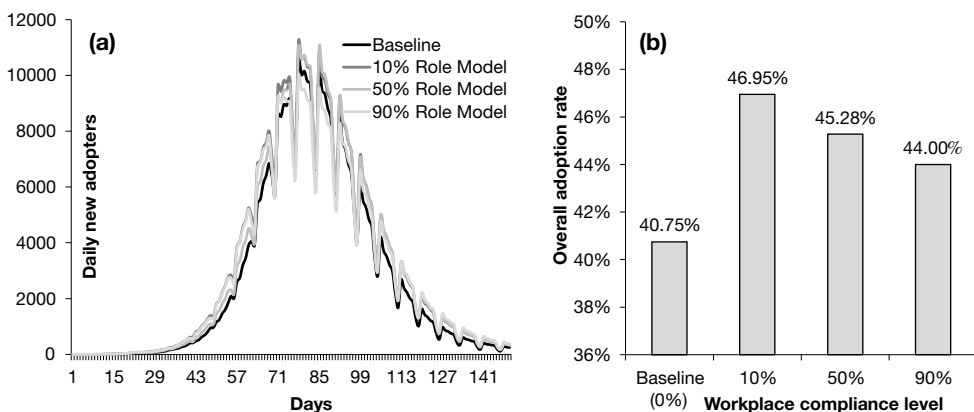 (a)
Baseline
10% Role Model
50% Role Model
90% Role Model
Daily new adopters
12000
10000
8000
6000
4000
2000
0
1 15 29 43 57 71 85 99 113 127 141
Days
(b)
Overall adoption rate
50%
48%
46%
44%
42%
40%
38%
36%
40.75%
46.95%
45.28%
44.00%
Baseline (0%)
10%
50%
90%
Workplace compliance level